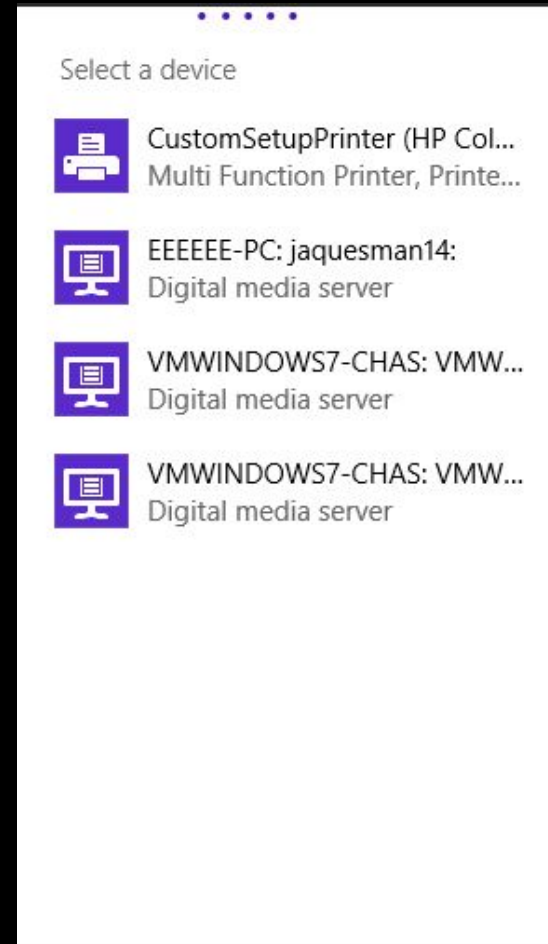 Select a device
CustomSetupPrinter (HP Col...
Multi Function Printer, Printe...
EEEEEE-PC: jaquesman14:
Digital media server
VMWINDOWS7-CHAS: VMW...
Digital media server
VMWINDOWS7-CHAS: VMW...
Digital media server